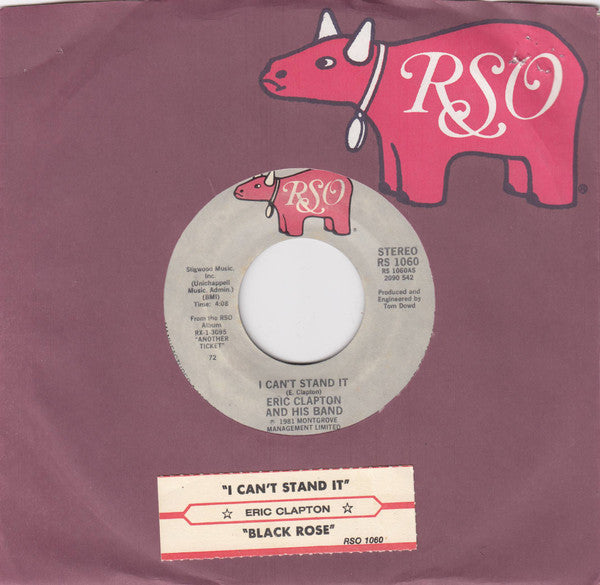 RSO
®
RSO
®
STEREO
RS 1060
RS 1060AS
2090 542
Produced and
Engineered by
Tom Dowd
Stigwood Music,
Inc
(Unichappell
Music, Admin.)
(BMI)
Time: 4:08
From the RSO
Album
RX-1-3095
"ANOTHER
TICKET"
72
I CAN'T STAND IT
(E. Clapton)
ERIC CLAPTON
AND HIS BAND
℗ 1981 MONTGROVE
MANAGEMENT LIMITED
"I CAN'T STAND IT"
☆ ERIC CLAPTON ☆
"BLACK ROSE"
RSO 1060